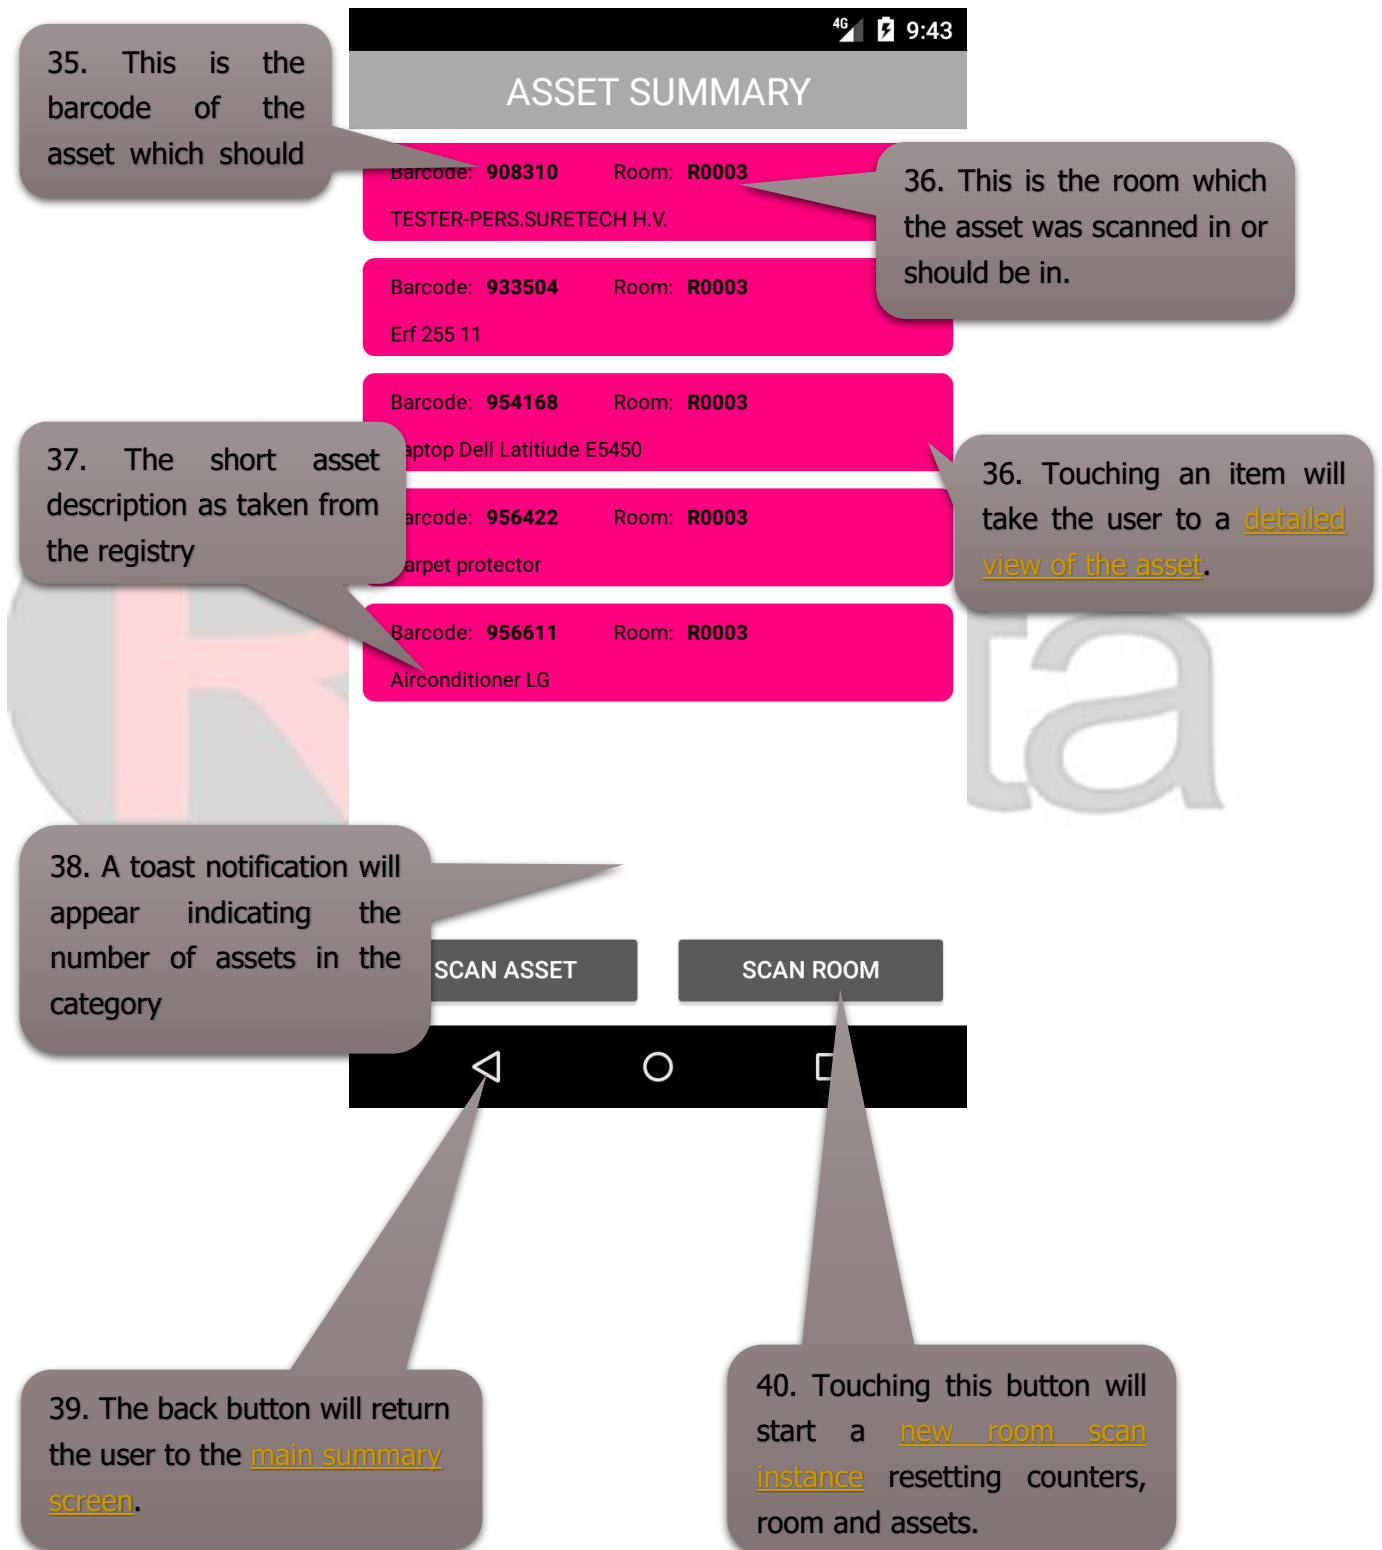 4G 9:43
ASSET SUMMARY
35. This is the
barcode of the
asset which should
Barcode: 908310 Room: R0003
TESTER-PERS.SURETECH H.V.
36. This is the room which
the asset was scanned in or
should be in.
Barcode: 933504 Room: R0003
Erf 255 11
Barcode: 954168 Room: R0003
aptop Dell Latitiude E5450
37. The short asset
description as taken from
the registry
36. Touching an item will
take the user to a detailed
view of the asset.
arcode: 956422 Room: R0003
arpet protector
Barcode: 956611 Room: R0003
Airconditioner LG
R ta
38. A toast notification will
appear indicating the
number of assets in the
category
SCAN ASSET SCAN ROOM
39. The back button will return
the user to the main summary
screen.
40. Touching this button will
start a new room scan
instance resetting counters,
room and assets.